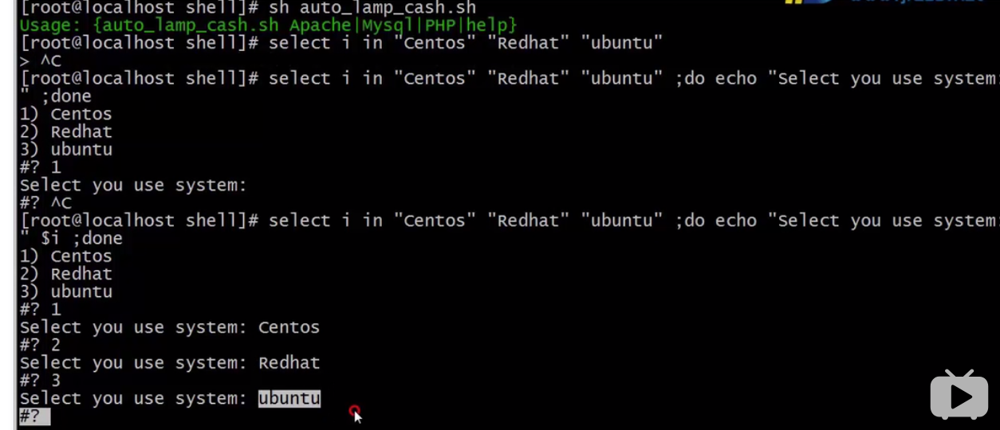 [root@localhost shell]# sh auto_lamp_cash.sh
Usage: {auto_lamp_cash.sh Apache|Mysql|PHP|help}
[root@localhost shell]# select i in "Centos" "Redhat" "ubuntu"
> ^C
[root@localhost shell]# select i in "Centos" "Redhat" "ubuntu" ;do echo "Select you use system:
" ;done
1) Centos
2) Redhat
3) ubuntu
#? 1
Select you use system:
#? ^C
[root@localhost shell]# select i in "Centos" "Redhat" "ubuntu" ;do echo "Select you use system:
" $i ;done
1) Centos
2) Redhat
3) ubuntu
#? 1
Select you use system: Centos
#? 2
Select you use system: Redhat
#? 3
Select you use system: ubuntu
#?